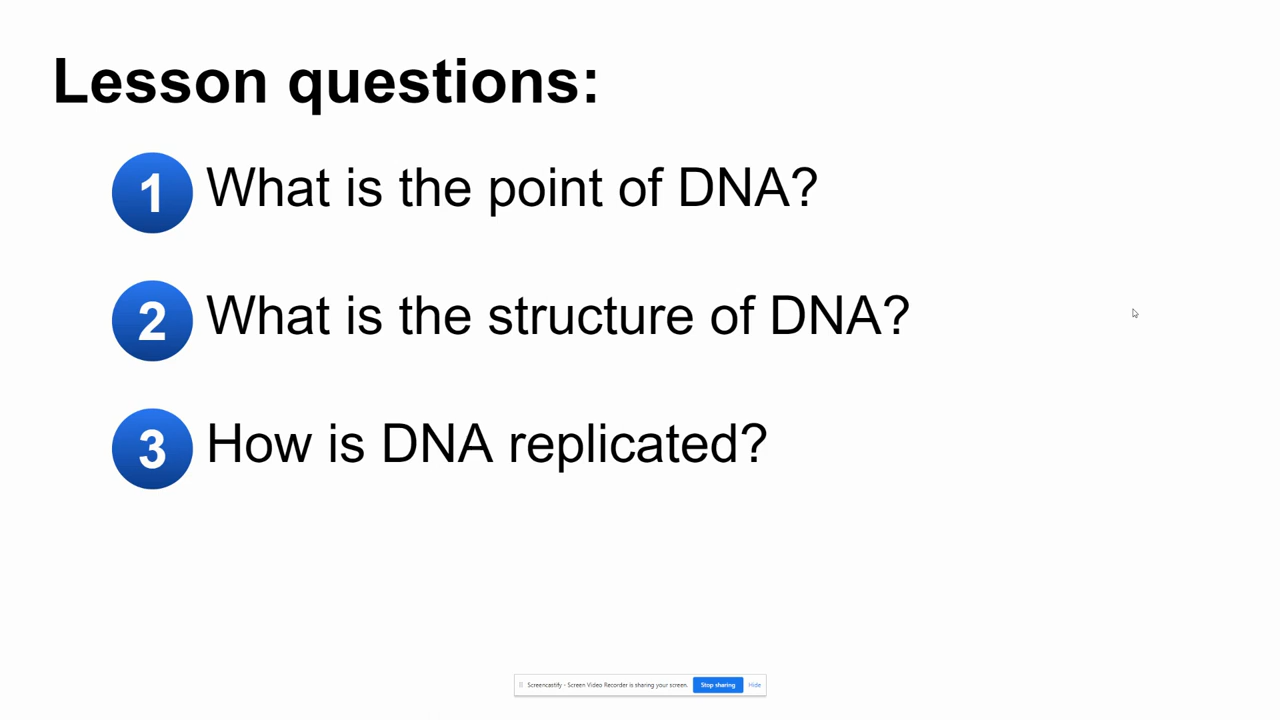 Lesson questions:
1 What is the point of DNA?
2 What is the structure of DNA?
3 How is DNA replicated?
Screencastify - Screen Video Recorder is sharing your screen. Stop sharing Hide